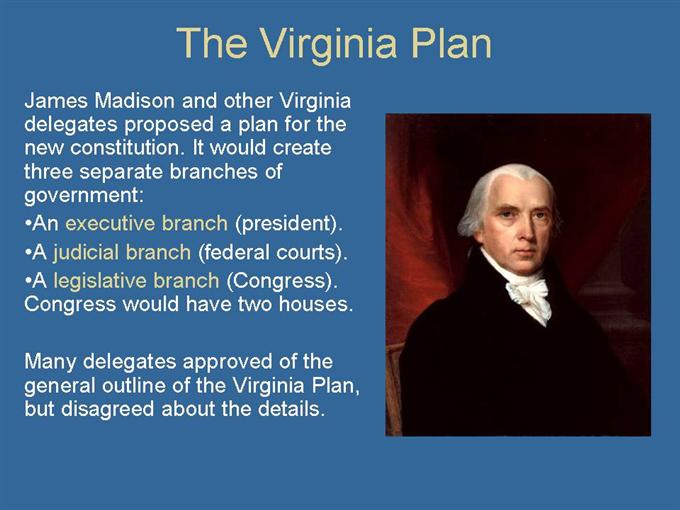 The Virginia Plan
James Madison and other Virginia
delegates proposed a plan for the
new constitution. It would create
three separate branches of
government:
•An executive branch (president).
•A judicial branch (federal courts).
•A legislative branch (Congress).
Congress would have two houses.
Many delegates approved of the
general outline of the Virginia Plan,
but disagreed about the details.